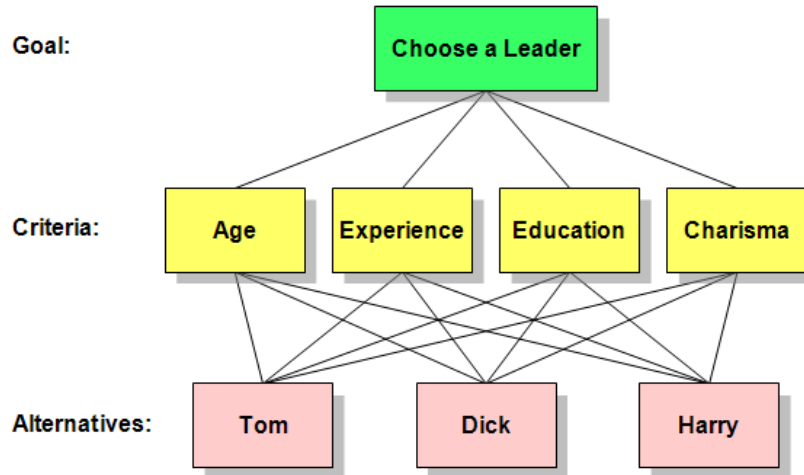 Goal:
Choose a Leader
Criteria:
Age
Experience
Education
Charisma
Alternatives:
Tom
Dick
Harry